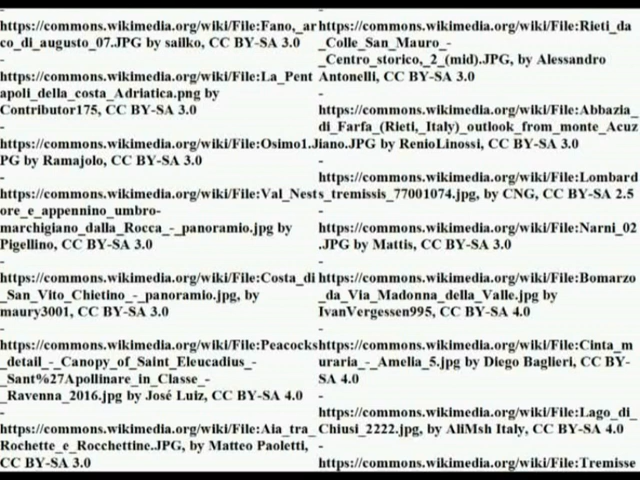 -
https://commons.wikimedia.org/wiki/File:Fano,_ar
co_di_augusto_07.JPG by sailko, CC BY-SA 3.0
-
https://commons.wikimedia.org/wiki/File:La_Pent
apoli_della_costa_Adriatica.png by
Contributor175, CC BY-SA 3.0
-
https://commons.wikimedia.org/wiki/File:Osimo1.J
PG by Ramajolo, CC BY-SA 3.0
-
https://commons.wikimedia.org/wiki/File:Val_Nest
ore_e_appennino_umbro-
marchigiano_dalla_Rocca_-_panoramio.jpg by
Pigellino, CC BY-SA 3.0
-
https://commons.wikimedia.org/wiki/File:Costa_di
_San_Vito_Chietino_-_panoramio.jpg, by
maury3001, CC BY-SA 3.0
-
https://commons.wikimedia.org/wiki/File:Peacocks
_detail_-_Canopy_of_Saint_Eleucadius_-
_Sant%27Apollinare_in_Classe_-
_Ravenna_2016.jpg by José Luiz, CC BY-SA 4.0
-
https://commons.wikimedia.org/wiki/File:Aia_tra_
Rochette_e_Rocchettine.JPG, by Matteo Paoletti,
CC BY-SA 3.0
-
https://commons.wikimedia.org/wiki/File:Rieti_da
_Colle_San_Mauro_-
_Centro_storico,_2_(mid).JPG, by Alessandro
Antonelli, CC BY-SA 3.0
-
https://commons.wikimedia.org/wiki/File:Abbazia_
di_Farfa_(Rieti,_Italy)_outlook_from_monte_Acuz
iano.JPG by RenioLinossi, CC BY-SA 3.0
-
https://commons.wikimedia.org/wiki/File:Lombard
s_tremissis_77001074.jpg, by CNG, CC BY-SA 2.5
-
https://commons.wikimedia.org/wiki/File:Narni_02
.JPG by Mattis, CC BY-SA 3.0
-
https://commons.wikimedia.org/wiki/File:Bomarzo
_da_Via_Madonna_della_Valle.jpg by
IvanVergessen995, CC BY-SA 4.0
-
https://commons.wikimedia.org/wiki/File:Cinta_m
uraria_-_Amelia_5.jpg by Diego Baglieri, CC BY-
SA 4.0
-
https://commons.wikimedia.org/wiki/File:Lago_di_
Chiusi_2222.jpg, by AliMsh Italy, CC BY-SA 4.0
-
https://commons.wikimedia.org/wiki/File:Tremisse